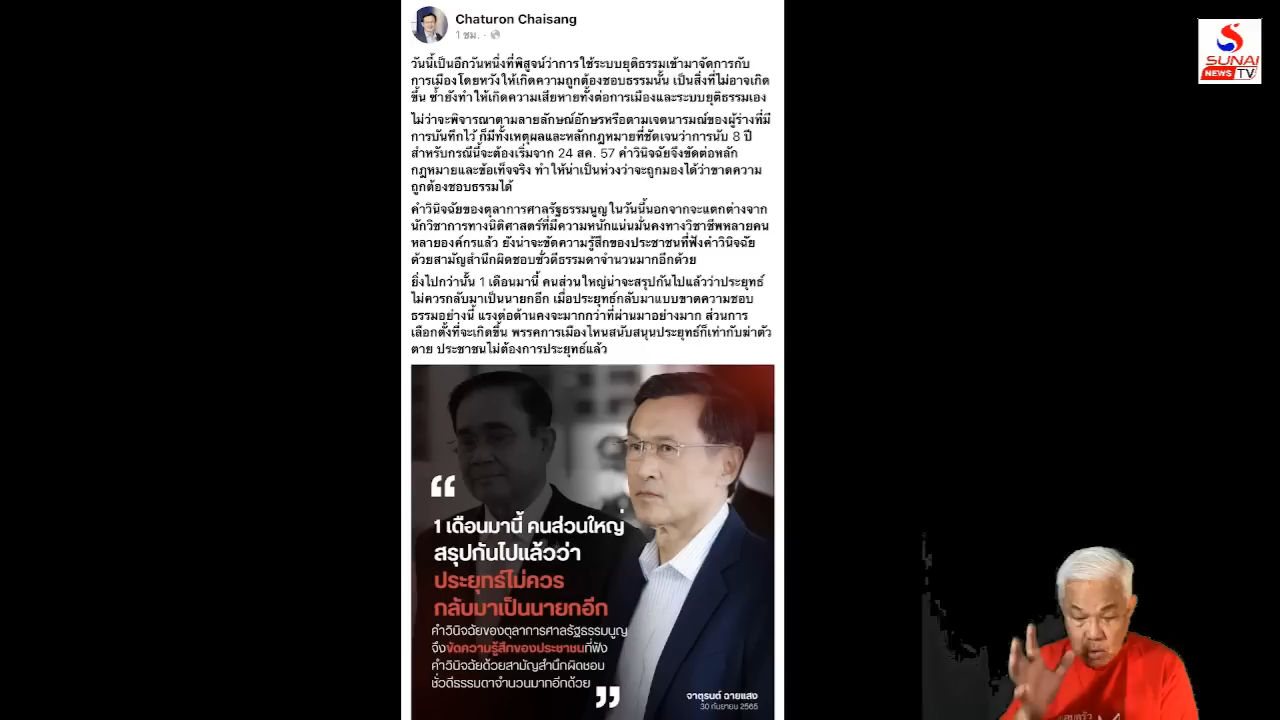 Chaturon Chaisang
1 ชม. ·
SUNAI
NEWS TV
วันนี้เป็นอีกวันหนึ่งที่พิสูจน์ว่าการใช้ระบบยุติธรรมเข้ามาจัดการกับ
การเมืองโดยหวังให้เกิดความถูกต้องชอบธรรมนั้น เป็นสิ่งที่ไม่อาจเกิด
ขึ้น ซ้ำยังทำให้เกิดความเสียหายทั้งต่อการเมืองและระบบยุติธรรมเอง
ไม่ว่าจะพิจารณาตามลายลักษณ์อักษรหรือตามเจตนารมณ์ของผู้ร่างที่มี
การบันทึกไว้ ก็มีทั้งเหตุผลและหลักกฎหมายที่ชัดเจนว่าการนับ 8 ปี
สำหรับกรณีนี้จะต้องเริ่มจาก 24 สค. 57 คำวินิจฉัยจึงขัดต่อหลัก
กฎหมายและข้อเท็จจริง ทำให้น่าเป็นห่วงว่าจะถูกมองได้ว่าขาดความ
ถูกต้องชอบธรรมได้
คำวินิจฉัยของตุลาการศาลรัฐธรรมนูญในวันนี้นอกจากจะแตกต่างจาก
นักวิชาการทางนิติศาสตร์ที่มีความหนักแน่นมั่นคงทางวิชาชีพหลายคน
หลายองค์กรแล้ว ยังน่าจะขัดความรู้สึกของประชาชนที่ฟังคำวินิจฉัย
ด้วยสามัญสำนึกผิดชอบชั่วดีธรรมดาจำนวนมากอีกด้วย
ยิ่งไปกว่านั้น 1 เดือนมานี้ คนส่วนใหญ่น่าจะสรุปกันไปแล้วว่าประยุทธ์
ไม่ควรกลับมาเป็นนายกอีก เมื่อประยุทธ์กลับมาแบบขาดความชอบ
ธรรมอย่างนี้ แรงต่อต้านคงจะมากกว่าที่ผ่านมาอย่างมาก ส่วนการ
เลือกตั้งที่จะเกิดขึ้น พรรคการเมืองไหนสนับสนุนประยุทธ์ก็เท่ากับฆ่าตัว
ตาย ประชาชนไม่ต้องการประยุทธ์แล้ว
“
1 เดือนมานี้ คนส่วนใหญ่
สรุปกันไปแล้วว่า
ประยุทธ์ไม่ควร
กลับมาเป็นนายกอีก
คำวินิจฉัยของตุลาการศาลรัฐธรรมนูญ
จึงขัดความรู้สึกของประชาชนที่ฟัง
คำวินิจฉัยด้วยสามัญสำนึกผิดชอบ
ชั่วดีธรรมดาจำนวนมากอีกด้วย
”
จาตุรนต์ ฉายแสง
30 กันยายน 2565